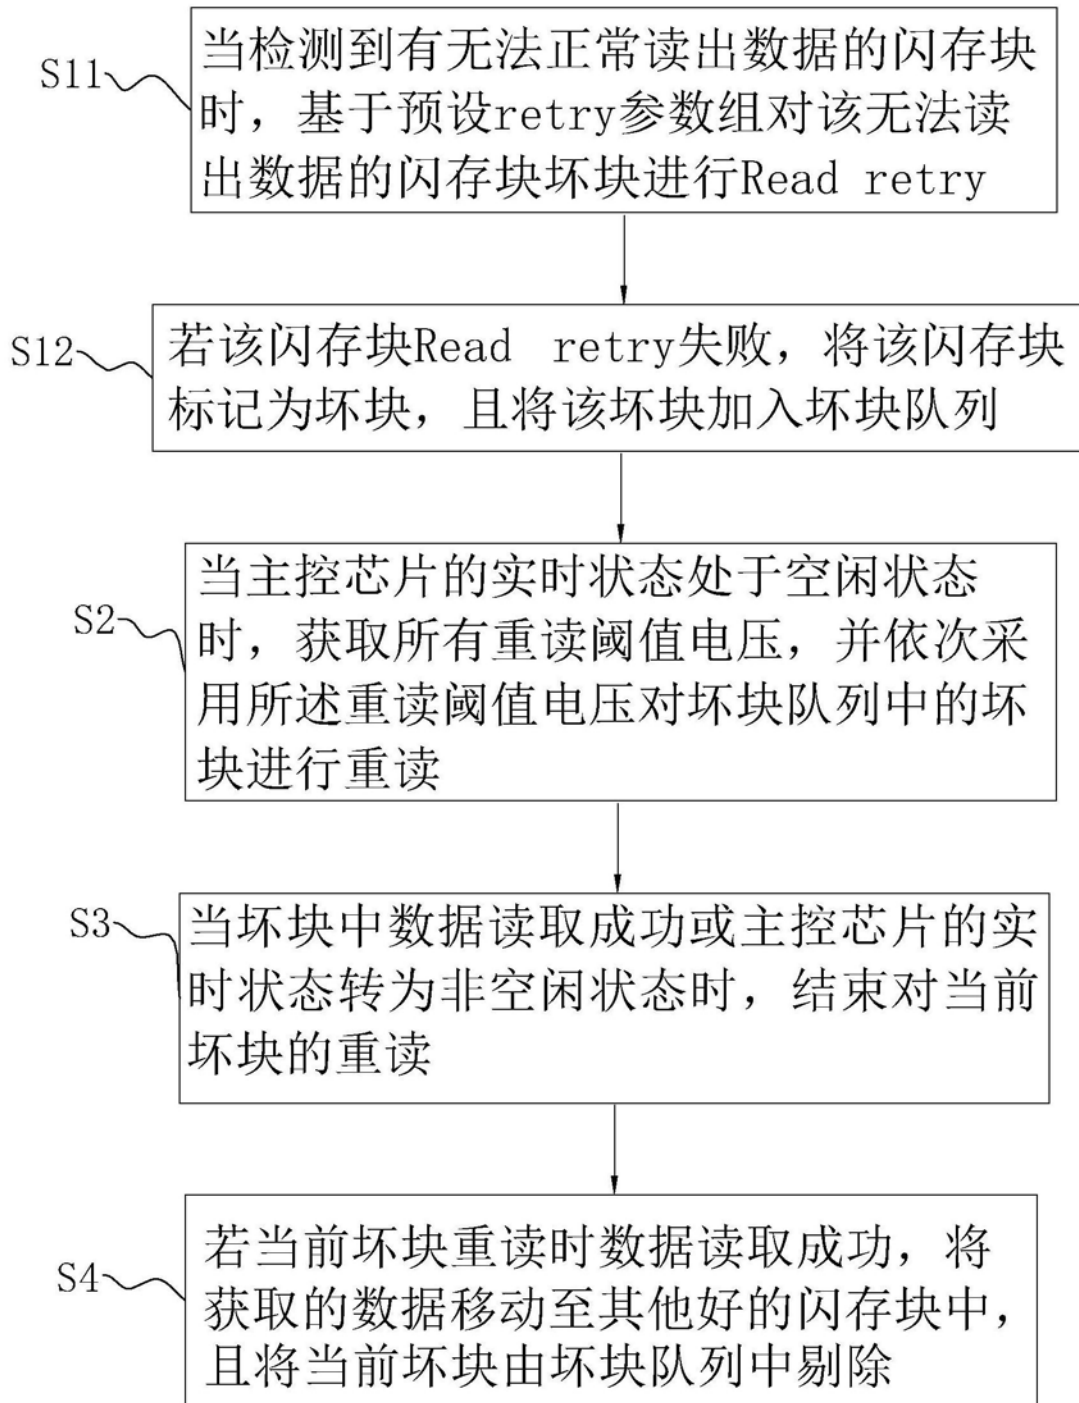 S11
当检测到有无法正常读出数据的闪存块
时，基于预设retry参数组对该无法读
出数据的闪存块坏块进行Read retry
S12
若该闪存块Read retry失败，将该闪存块
标记为坏块，且将该坏块加入坏块队列
S2
当主控芯片的实时状态处于空闲状态
时，获取所有重读阈值电压，并依次采
用所述重读阈值电压对坏块队列中的坏
块进行重读
S3
当坏块中数据读取成功或主控芯片的实
时状态转为非空闲状态时，结束对当前
坏块的重读
S4
若当前坏块重读时数据读取成功，将
获取的数据移动至其他好的闪存块中，
且将当前坏块由坏块队列中剔除